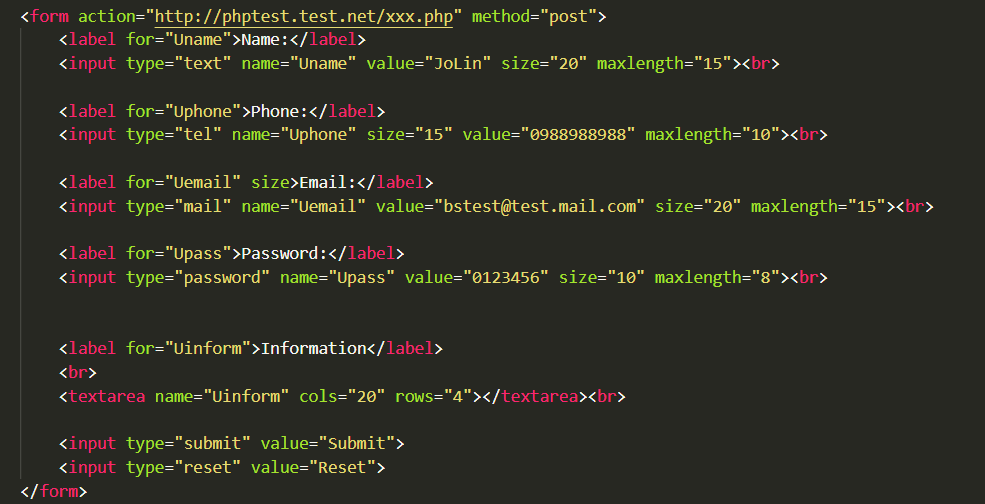 <form action="http://phptest.test.net/xxx.php" method="post">
<label for="Uname">Name:</label>
<input type="text" name="Uname" value="JoLin" size="20" maxlength="15"><br>
<label for="Uphone">Phone:</label>
<input type="tel" name="Uphone" size="15" value="0988988988" maxlength="10"><br>
<label for="Uemail" size>Email:</label>
<input type="mail" name="Uemail" value="bstest@test.mail.com" size="20" maxlength="15"><br>
<label for="Upass">Password:</label>
<input type="password" name="Upass" value="0123456" size="10" maxlength="8"><br>
<label for="Uinform">Information</label>
<br>
<textarea name="Uinform" cols="20" rows="4"></textarea><br>
<input type="submit" value="Submit">
<input type="reset" value="Reset">
</form>